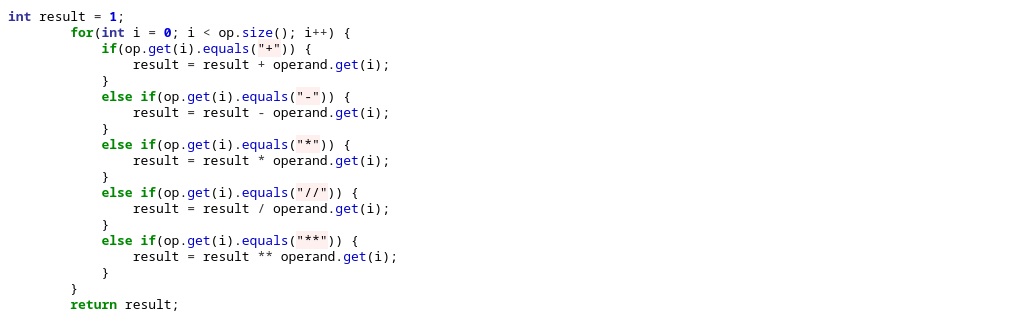 int result = 1;
        for(int i = 0; i < op.size(); i++) {
            if(op.get(i).equals("+")) {
                result = result + operand.get(i);
            }
            else if(op.get(i).equals("-")) {
                result = result - operand.get(i);
            }
            else if(op.get(i).equals("*")) {
                result = result * operand.get(i);
            }
            else if(op.get(i).equals("//")) {
                result = result / operand.get(i);
            }
            else if(op.get(i).equals("**")) {
                result = result ** operand.get(i);
            }
        }
        return result;